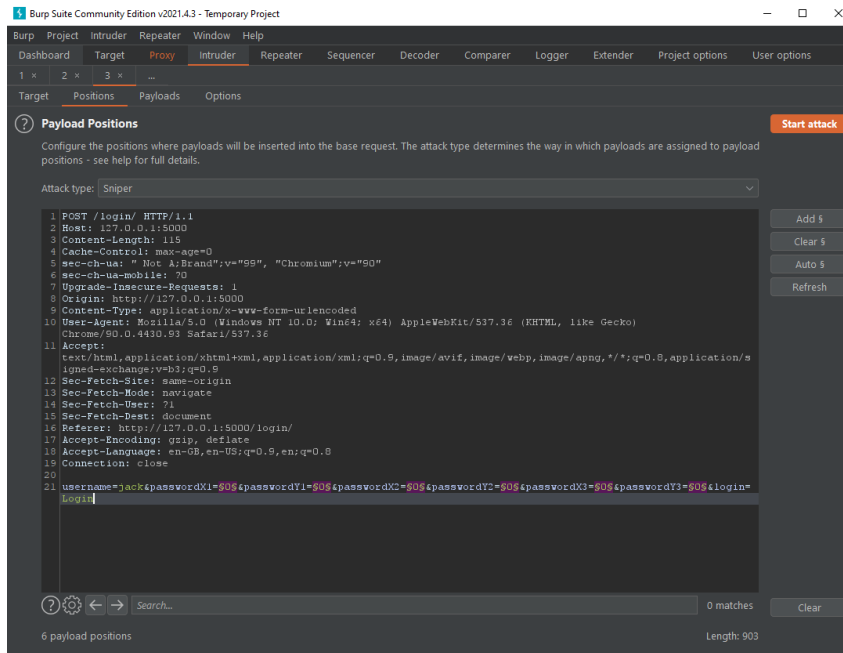 Burp Suite Community Edition v2021.4.3 - Temporary Project
Burp Project Intruder Repeater Window Help
Dashboard Target Proxy Intruder Repeater Sequencer Decoder Comparer Logger Extender Project options User options
1 × 2 × 3 × ...
Target Positions Payloads Options
? Payload Positions
Start attack
Configure the positions where payloads will be inserted into the base request. The attack type determines the way in which payloads are assigned to payload
positions - see help for full details.
Attack type: Sniper
1 POST /login/ HTTP/1.1
2 Host: 127.0.0.1:5000
3 Content-Length: 115
4 Cache-Control: max-age=0
5 sec-ch-ua: " Not A;Brand";v="99", "Chromium";v="90"
6 sec-ch-ua-mobile: ?0
7 Upgrade-Insecure-Requests: 1
8 Origin: http://127.0.0.1:5000
9 Content-Type: application/x-www-form-urlencoded
10 User-Agent: Mozilla/5.0 (Windows NT 10.0; Win64; x64) AppleWebKit/537.36 (KHTML, like Gecko)
Chrome/90.0.4430.93 Safari/537.36
11 Accept:
text/html,application/xhtml+xml,application/xml;q=0.9,image/avif,image/webp,image/apng,*/*;q=0.8,application/s
igned-exchange;v=b3;q=0.9
12 Sec-Fetch-Site: same-origin
13 Sec-Fetch-Mode: navigate
14 Sec-Fetch-User: ?1
15 Sec-Fetch-Dest: document
16 Referer: http://127.0.0.1:5000/login/
17 Accept-Encoding: gzip, deflate
18 Accept-Language: en-GB,en-US;q=0.9,en;q=0.8
19 Connection: close
20
21 username=jack&passwordX1=§0§&passwordY1=§0§&passwordX2=§0§&passwordY2=§0§&passwordX3=§0§&passwordY3=§0§&login=
Login
Add §
Clear §
Auto §
Refresh
? Search... 0 matches Clear
6 payload positions Length: 903